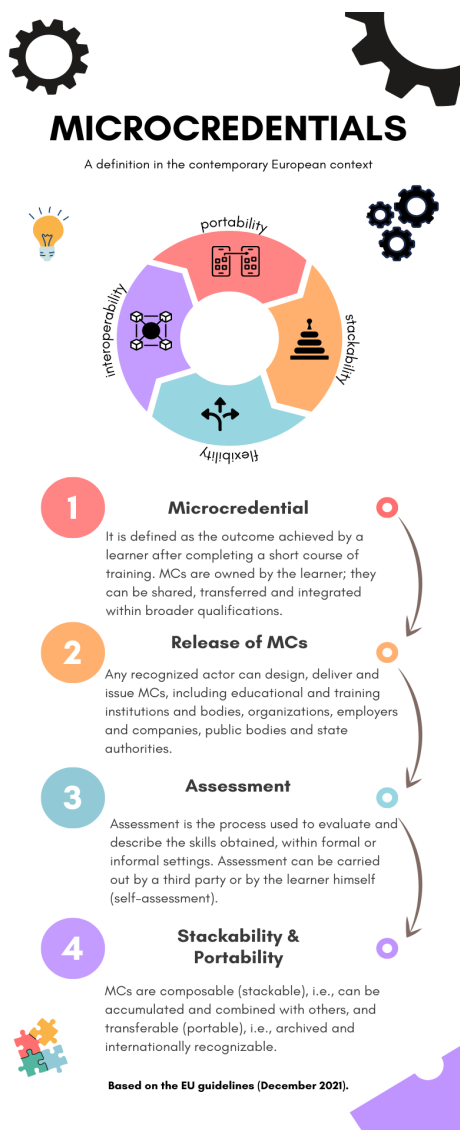 MICROCREDENTIALS
A definition in the contemporary European context
portability
interoperability
stackability
flexibility
1
Microcredential
It is defined as the outcome achieved by a
learner after completing a short course of
training. MCs are owned by the learner; they
can be shared, transferred and integrated
within broader qualifications.
2
Release of MCs
Any recognized actor can design, deliver and
issue MCs, including educational and training
institutions and bodies, organizations, employers
and companies, public bodies and state
authorities.
3
Assessment
Assessment is the process used to evaluate and
describe the skills obtained, within formal or
informal settings. Assessment can be carried
out by a third party or by the learner himself
(self-assessment).
4
Stackability &
Portability
MCs are composable (stackable), i.e., can be
accumulated and combined with others, and
transferable (portable), i.e., archived and
internationally recognizable.
Based on the EU guidelines (December 2021).